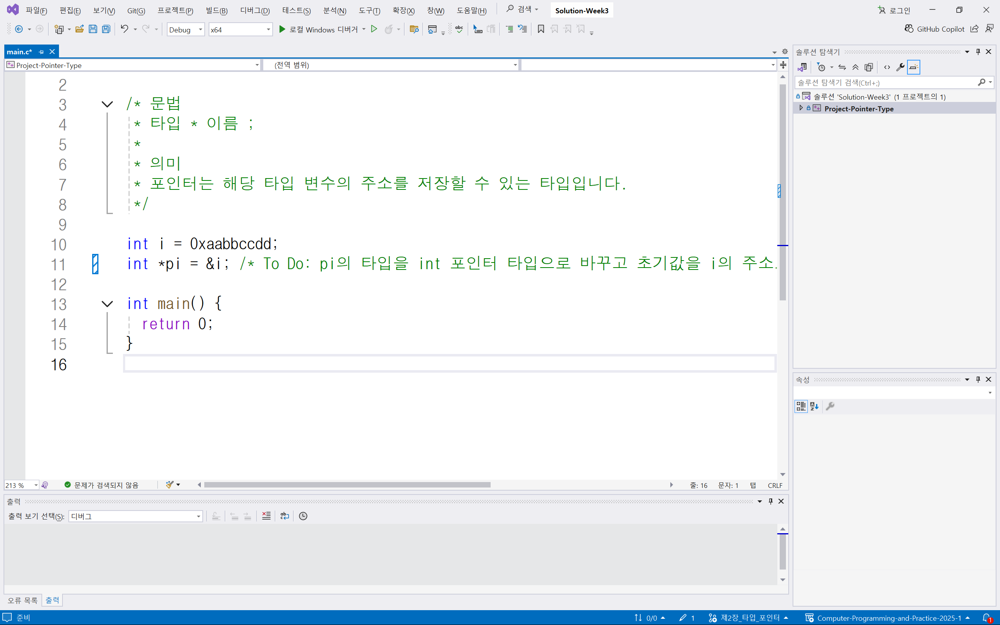 파일(F) 편집(E) 보기(V) Git(G) 프로젝트(P) 빌드(B) 디버그(D) 테스트(S) 분석(N) 도구(T) 확장(X) 창(W) 도움말(H) 검색 Solution-Week3 로그인
Debug x64 로컬 Windows 디버거 abc GitHub Copilot
main.c*
Project-Pointer-Type (전역 범위)
2
3 /* 문법
4 * 타입 * 이름 ;
5 *
6 * 의미
7 * 포인터는 해당 타입 변수의 주소를 저장할 수 있는 타입입니다.
8 */
9
10 int i = 0xaabbccdd;
11 int *pi = &i; /* To Do: pi의 타입을 int 포인터 타입으로 바꾸고 초기값을 i의 주소
12
13 int main() {
14 return 0;
15 }
16
213 % 문제가 검색되지 않음 줄: 16 문자: 1 탭 CRLF
출력
출력 보기 선택(S): 디버그
오류 목록 출력
솔루션 탐색기
솔루션 탐색기 검색(Ctrl+;)
솔루션 'Solution-Week3' (1 프로젝트의 1)
Project-Pointer-Type
속성
준비 0/0 1 제2장_타입_포인터 Computer-Programming-and-Practice-2025-1 1